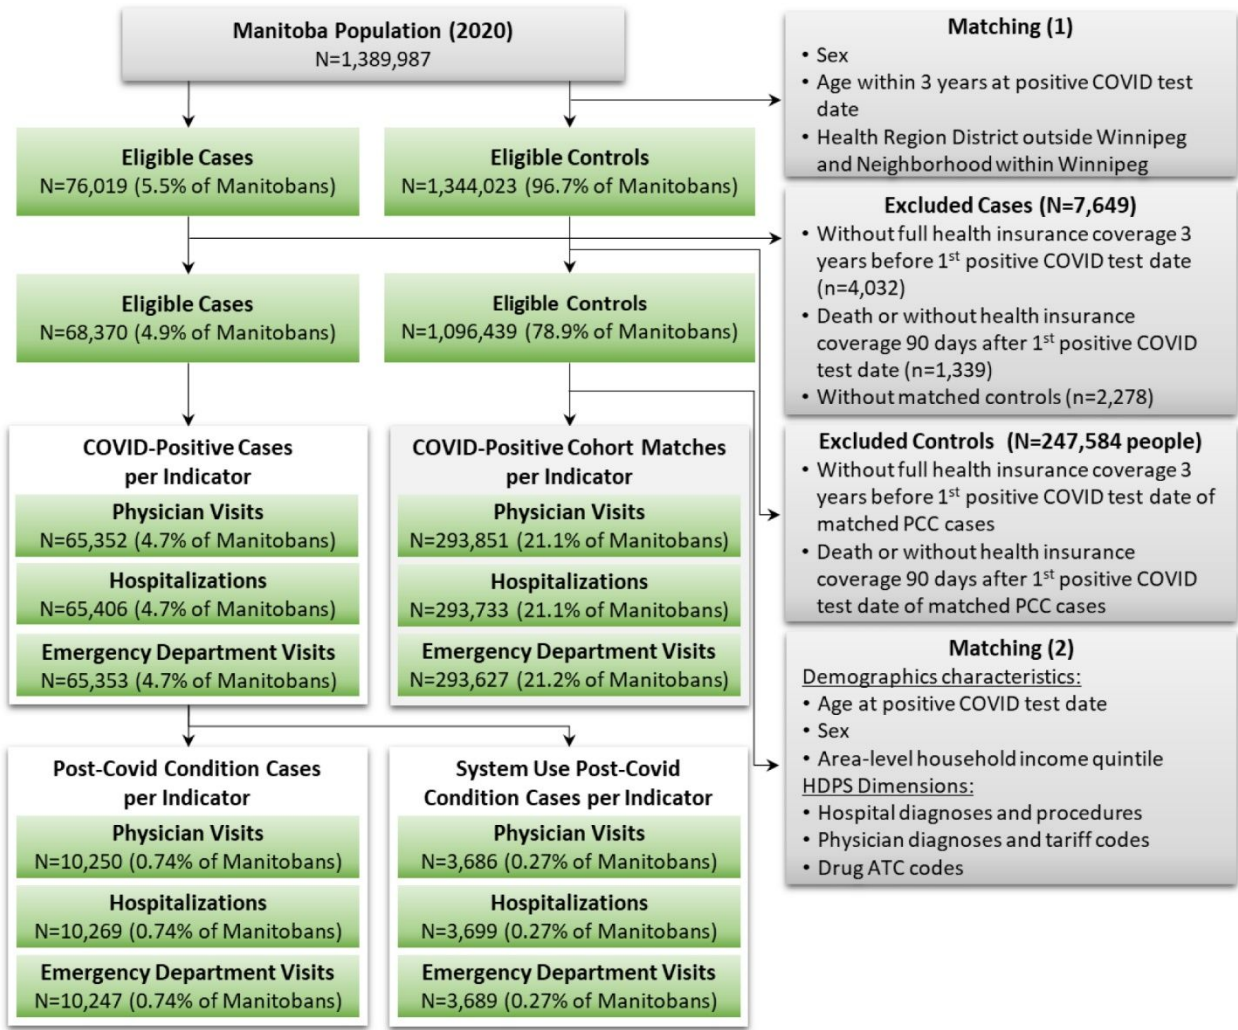 Manitoba Population (2020)
N=1,389,987
Matching (1)
• Sex
• Age within 3 years at positive COVID test
date
• Health Region District outside Winnipeg
and Neighborhood within Winnipeg
Eligible Cases
N=76,019 (5.5% of Manitobans)
Eligible Controls
N=1,344,023 (96.7% of Manitobans)
Excluded Cases (N=7,649)
• Without full health insurance coverage 3
years before 1st positive COVID test date
(n=4,032)
• Death or without health insurance
coverage 90 days after 1st positive COVID
test date (n=1,339)
• Without matched controls (n=2,278)
Eligible Cases
N=68,370 (4.9% of Manitobans)
Eligible Controls
N=1,096,439 (78.9% of Manitobans)
Excluded Controls (N=247,584 people)
• Without full health insurance coverage 3
years before 1st positive COVID test date of
matched PCC cases
• Death or without health insurance
coverage 90 days after 1st positive COVID
test date of matched PCC cases
COVID-Positive Cases
per Indicator
Physician Visits
N=65,352 (4.7% of Manitobans)
Hospitalizations
N=65,406 (4.7% of Manitobans)
Emergency Department Visits
N=65,353 (4.7% of Manitobans)
COVID-Positive Cohort Matches
per Indicator
Physician Visits
N=293,851 (21.1% of Manitobans)
Hospitalizations
N=293,733 (21.1% of Manitobans)
Emergency Department Visits
N=293,627 (21.2% of Manitobans)
Matching (2)
Demographics characteristics:
• Age at positive COVID test date
• Sex
• Area-level household income quintile
HDPS Dimensions:
• Hospital diagnoses and procedures
• Physician diagnoses and tariff codes
• Drug ATC codes
Post-Covid Condition Cases
per Indicator
Physician Visits
N=10,250 (0.74% of Manitobans)
Hospitalizations
N=10,269 (0.74% of Manitobans)
Emergency Department Visits
N=10,247 (0.74% of Manitobans)
System Use Post-Covid
Condition Cases per Indicator
Physician Visits
N=3,686 (0.27% of Manitobans)
Hospitalizations
N=3,699 (0.27% of Manitobans)
Emergency Department Visits
N=3,689 (0.27% of Manitobans)